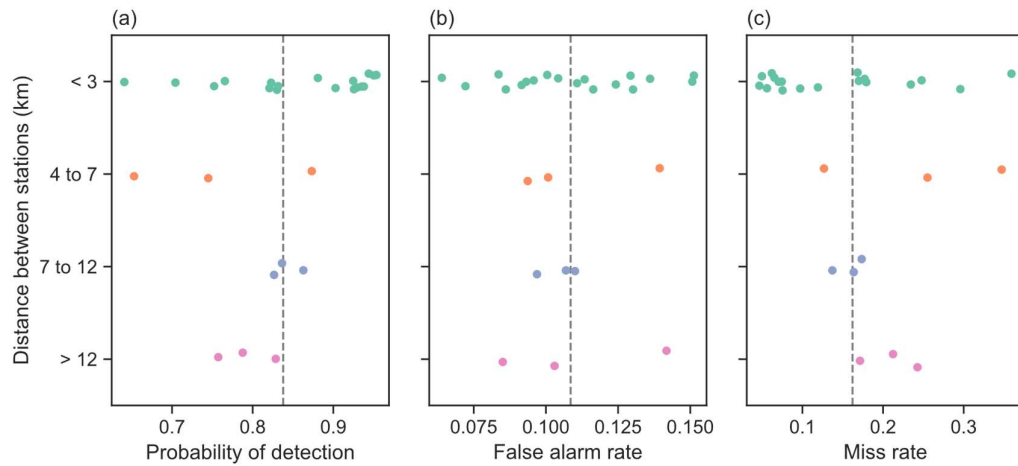 (a)
(b)
(c)
Distance between stations (km)
< 3
4 to 7
7 to 12
> 12
0.7 0.8 0.9
0.075 0.100 0.125 0.150
0.1 0.2 0.3
Probability of detection
False alarm rate
Miss rate